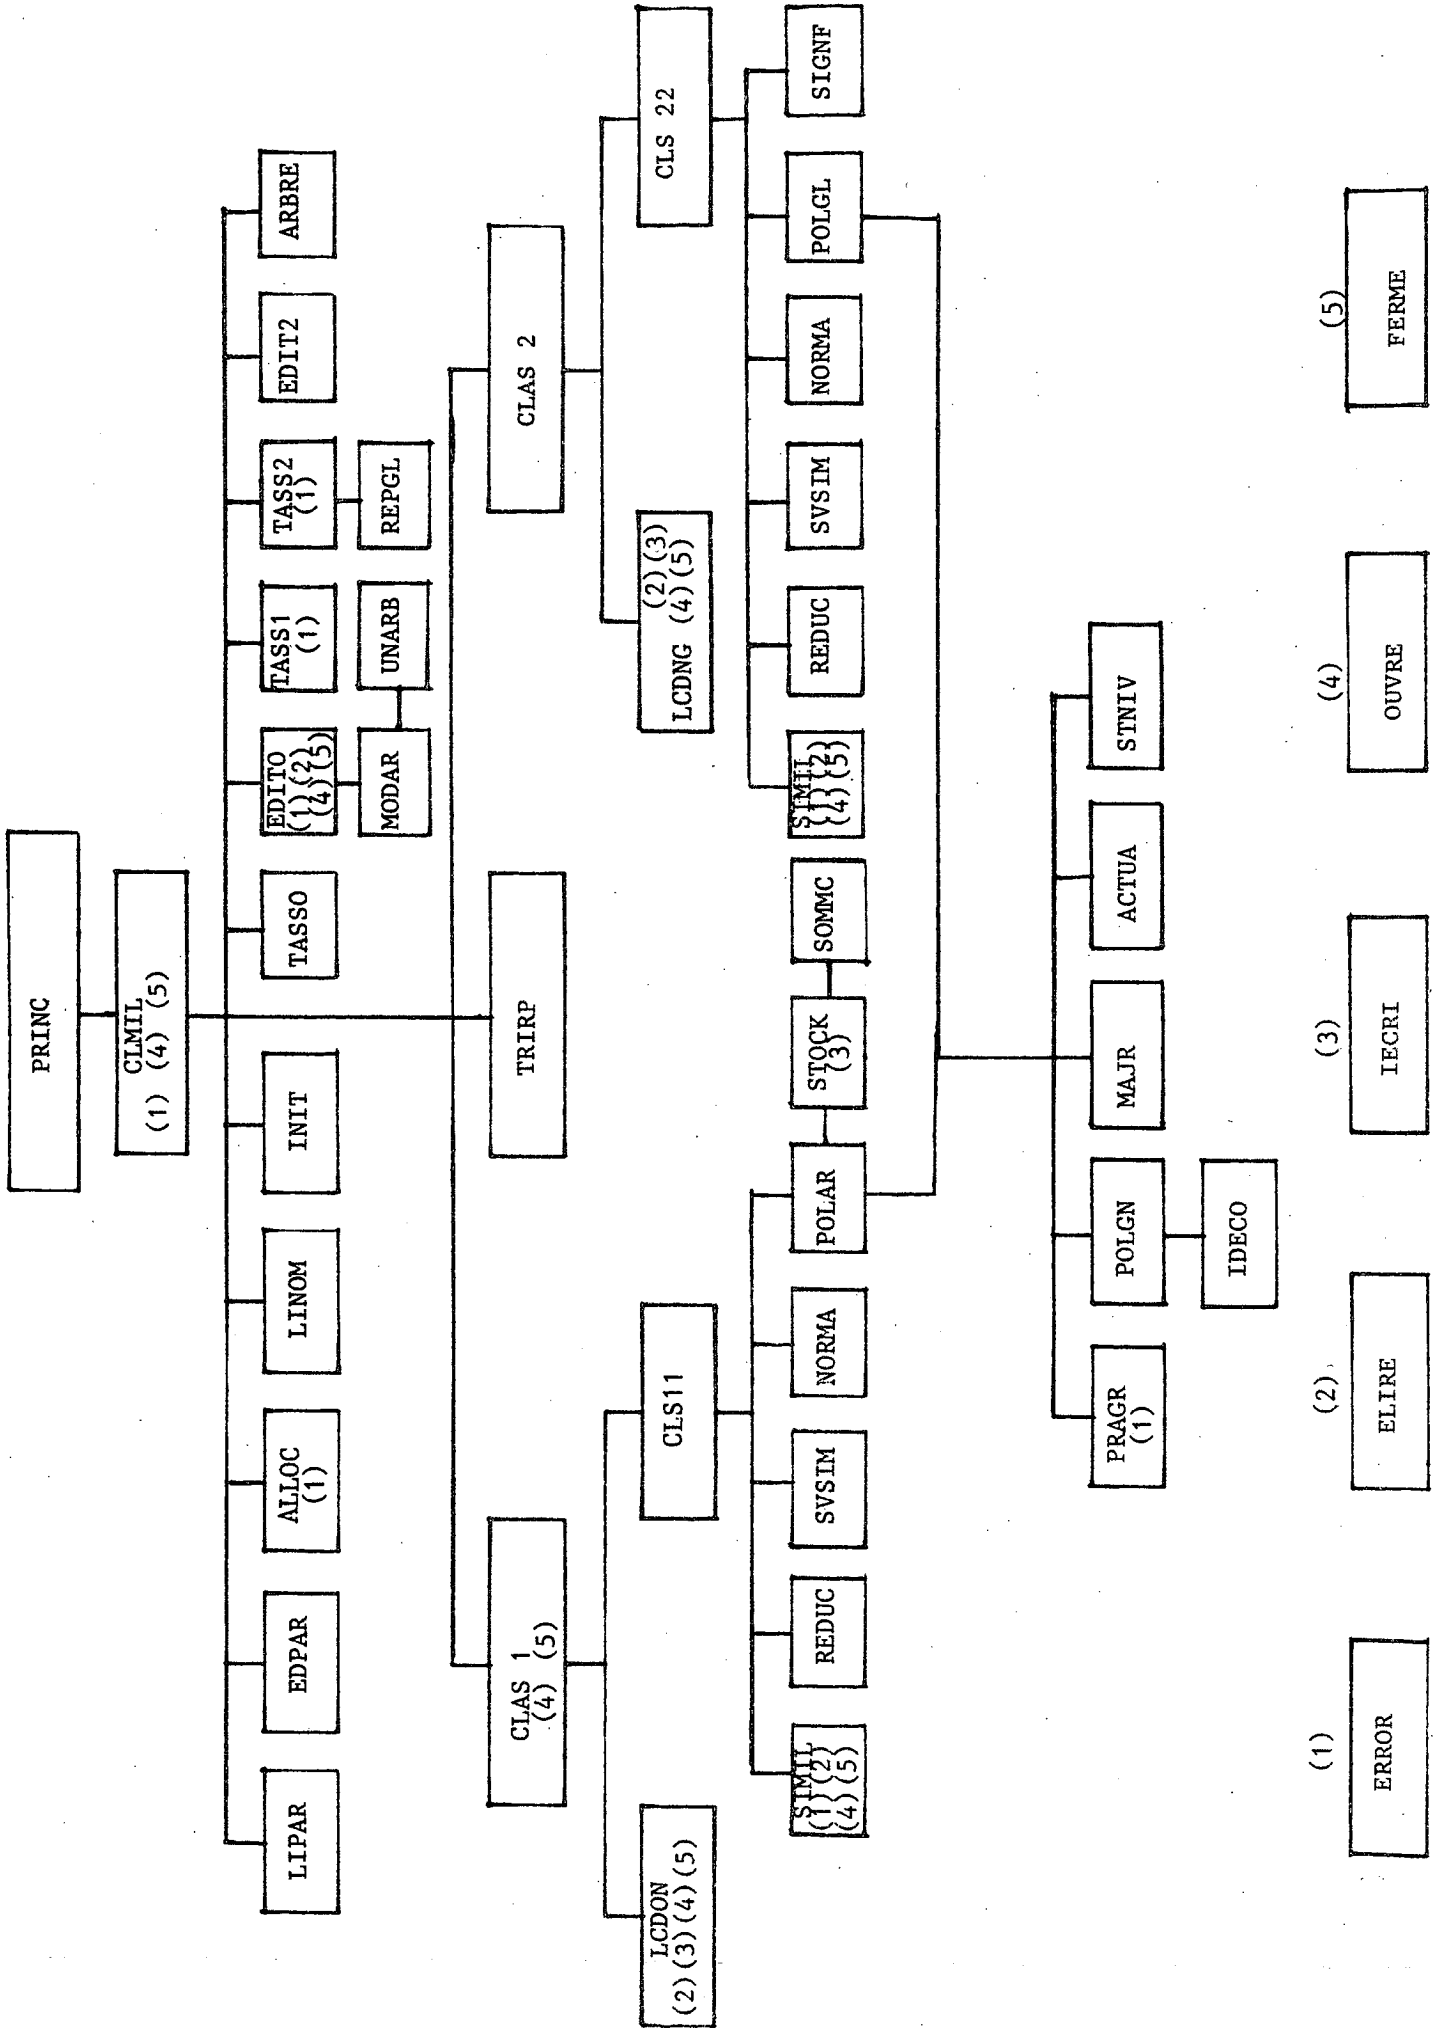 PRINC
CLMIL
(1) (4) (5)
LIPAR
EDPAR
ALLOC
(1)
LINOM
INIT
TASSO
EDITO
(1)(2)
(4)(5)
TASS1
(1)
TASS2
(1)
EDIT2
ARBRE
MODAR
UNARB
REPGL
CLAS 1
(4) (5)
TRIRP
CLAS 2
LCDON
(2)(3)(4)(5)
CLS11
LCDNG
(2)(3)
(4)(5)
CLS 22
SIMIL
(1)(2)
(4)(5)
REDUC
SVSIM
NORMA
POLAR
STOCK
(3)
SOMMC
SIMIL
(1)(2)
(4)(5)
REDUC
SVSIM
NORMA
POLGL
SIGNF
PRAGR
(1)
POLGN
MAJR
ACTUA
STNIV
IDECO
(1)
(2)
(3)
(4)
(5)
ERROR
ELIRE
IECRI
OUVRE
FERME